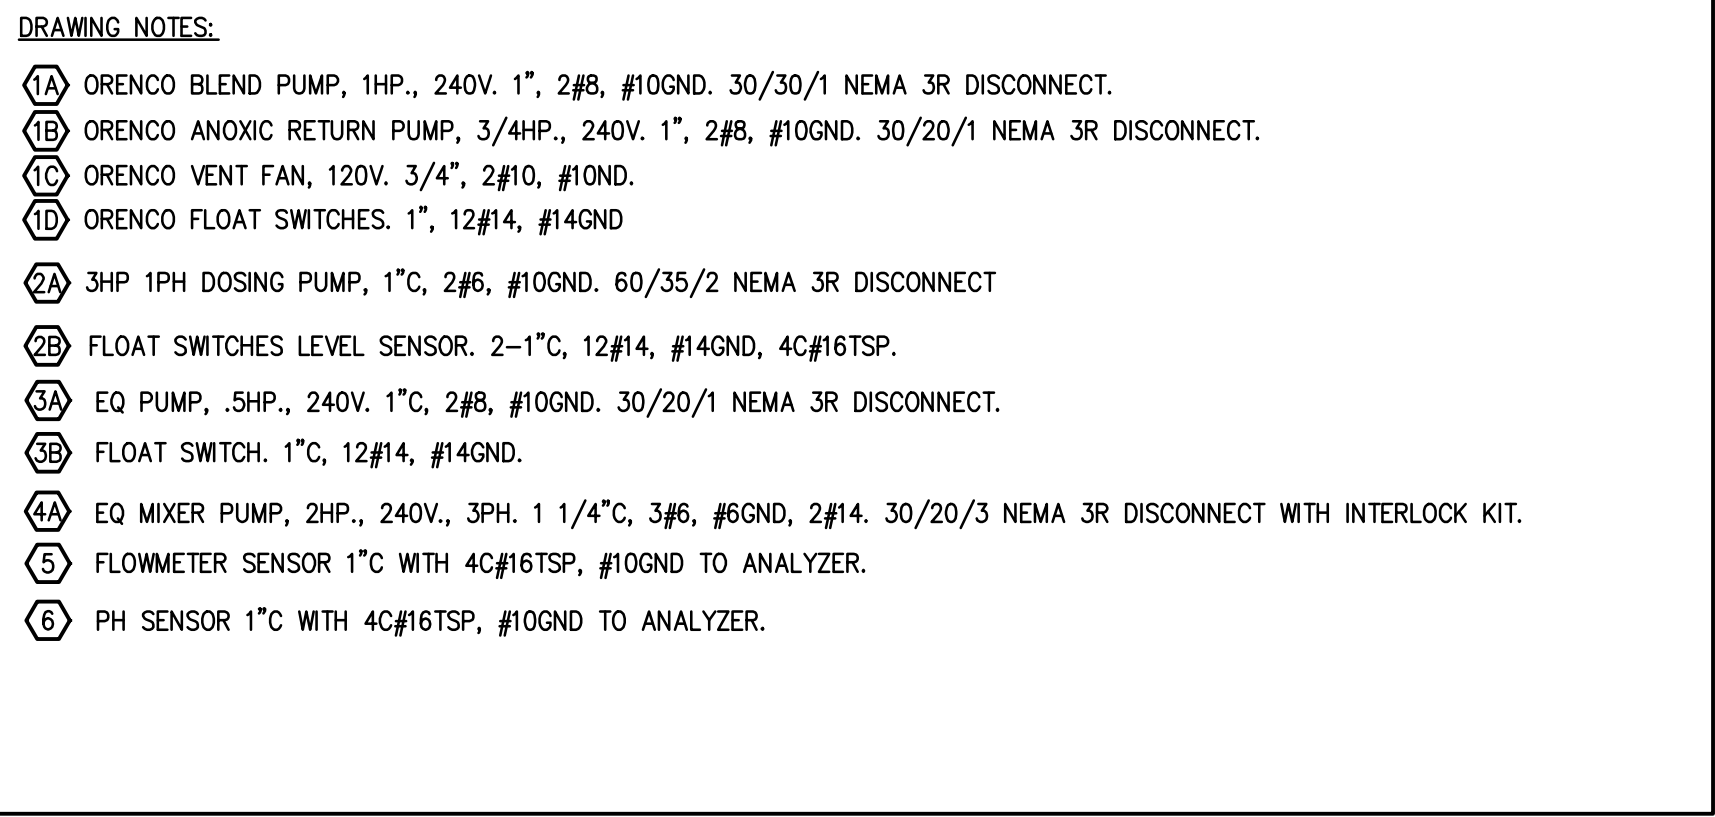 DRAWING NOTES:
1A ORENCO BLEND PUMP, 1HP., 240V. 1", 2#8, #10GND. 30/30/1 NEMA 3R DISCONNECT.
1B ORENCO ANOXIC RETURN PUMP, 3/4HP., 240V. 1", 2#8, #10GND. 30/20/1 NEMA 3R DISCONNECT.
1C ORENCO VENT FAN, 120V. 3/4", 2#10, #10ND.
1D ORENCO FLOAT SWITCHES. 1", 12#14, #14GND
2A 3HP 1PH DOSING PUMP, 1"C, 2#6, #10GND. 60/35/2 NEMA 3R DISCONNECT
2B FLOAT SWITCHES LEVEL SENSOR. 2-1"C, 12#14, #14GND, 4C#16TSP.
3A EQ PUMP, .5HP., 240V. 1"C, 2#8, #10GND. 30/20/1 NEMA 3R DISCONNECT.
3B FLOAT SWITCH. 1"C, 12#14, #14GND.
4A EQ MIXER PUMP, 2HP., 240V., 3PH. 1 1/4"C, 3#6, #6GND, 2#14. 30/20/3 NEMA 3R DISCONNECT WITH INTERLOCK KIT.
5 FLOWMETER SENSOR 1"C WITH 4C#16TSP, #10GND TO ANALYZER.
6 PH SENSOR 1"C WITH 4C#16TSP, #10GND TO ANALYZER.